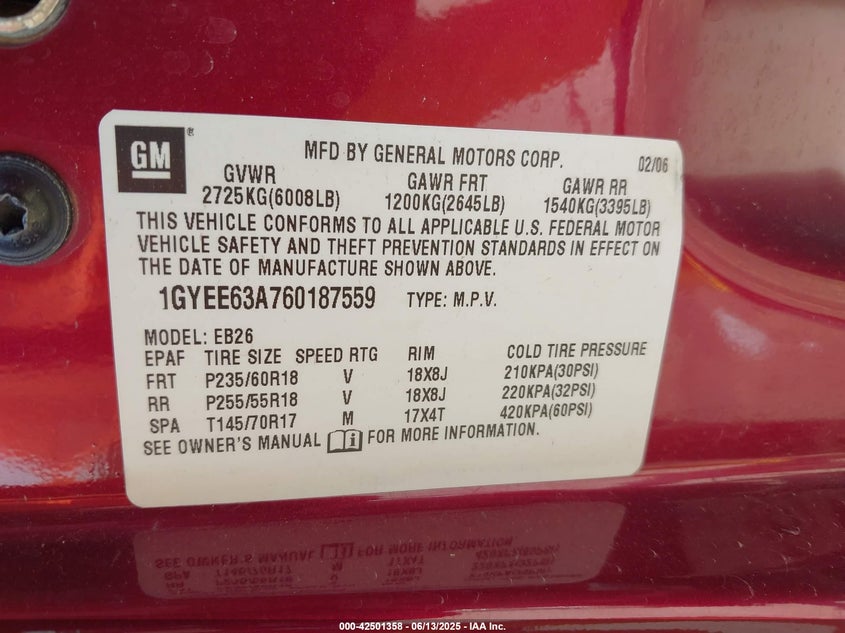 GM ®
MFD BY GENERAL MOTORS CORP. 02/06
GVWR GAWR FRT GAWR RR
2725KG(6008LB) 1200KG(2645LB) 1540KG(3395LB)
THIS VEHICLE CONFORMS TO ALL APPLICABLE U.S. FEDERAL MOTOR
VEHICLE SAFETY AND THEFT PREVENTION STANDARDS IN EFFECT ON
THE DATE OF MANUFACTURE SHOWN ABOVE.
1GYEE63A760187559 TYPE: M.P.V.
MODEL: EB26
EPAF TIRE SIZE SPEED RTG RIM COLD TIRE PRESSURE
FRT P235/60R18 V 18X8J 210KPA(30PSI)
RR P255/55R18 V 18X8J 220KPA(32PSI)
SPA T145/70R17 M 17X4T 420KPA(60PSI)
SEE OWNER'S MANUAL i FOR MORE INFORMATION.
000-42501358 - 06/13/2025 - IAA Inc.